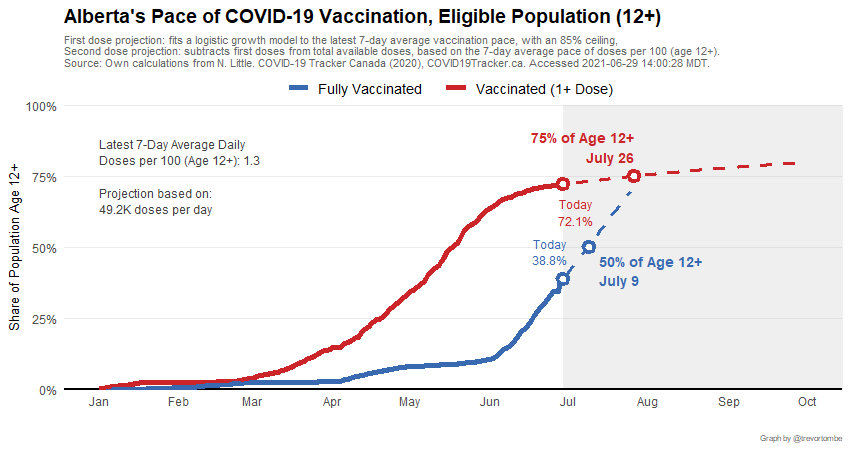 Alberta's Pace of COVID-19 Vaccination, Eligible Population (12+)
First dose projection: fits a logistic growth model to the latest 7-day average vaccination pace, with an 85% ceiling,
Second dose projection: subtracts first doses from total available doses, based on the 7-day average pace of doses per 100 (age 12+).
Source: Own calculations from N. Little. COVID-19 Tracker Canada (2020), COVID19Tracker.ca. Accessed 2021-06-29 14:00:28 MDT.
Fully Vaccinated
Vaccinated (1+ Dose)
100%
75%
50%
25%
0%
Share of Population Age 12+
Latest 7-Day Average Daily
Doses per 100 (Age 12+): 1.3
Projection based on:
49.2K doses per day
75% of Age 12+
July 26
Today
72.1%
Today
38.8%
50% of Age 12+
July 9
Jan
Feb
Mar
Apr
May
Jun
Jul
Aug
Sep
Oct
Graph by @trevortombe